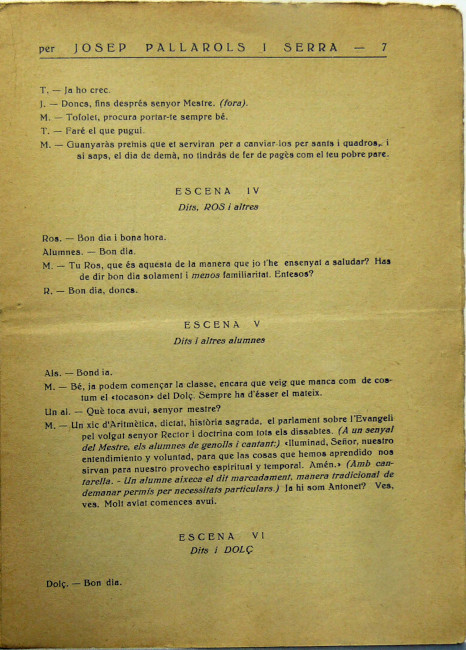 per JOSEP PALLAROLS I SERRA — 7
T. — Ja ho crec.
J. — Doncs, fins després senyor Mestre. (fora).
M. — Tofolet, procura portar-te sempre bé.
T. — Faré el que pugui.
M. — Guanyaràs premis que et serviran per a canviar-los per sants i quadros, i
si saps, el dia de demà, no tindràs de fer de pagès com el teu pobre pare.
ESCENA IV
Dits, ROS i altres
Ros. — Bon dia i bona hora.
Alumnes. — Bon dia.
M. — Tu Ros, que és aquesta de la manera que jo t'he ensenyat a saludar? Has
de dir bon dia solament i menos familiaritat. Entesos?
R. — Bon dia, doncs.
ESCENA V
Dits i altres alumnes
Als. — Bond ia.
M. — Bé, ja podem començar la classe, encara que veig que manca com de cos-
tum el «tocason» del Dolç. Sempre ha d'ésser el mateix.
Un al. — Què toca avui, senyor mestre?
M. — Un xic d'Aritmètica, dictat, història sagrada, el parlament sobre l'Evangeli
pel volgut senyor Rector i doctrina com tots els dissabtes. (A un senyal
del Mestre, els alumnes de genolls i cantant:) «Iluminad, Señor, nuestro
entendimiento y voluntad, para que las cosas que hemos aprendido nos
sirvan para nuestro provecho espiritual y temporal. Amén.» (Amb can-
tarella. - Un alumne aixeca el dit marcadament, manera tradicional de
demanar permís per necessitats particulars.) Ja hi som Antonet? Ves,
ves. Molt aviat comences avui.
ESCENA VI
Dits i DOLÇ
Dolç. — Bon dia.